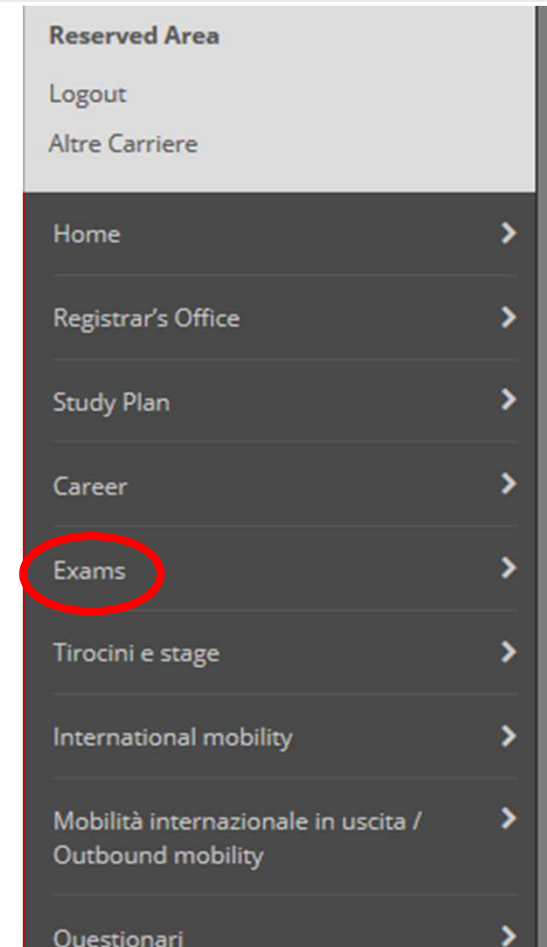 Reserved Area
Logout
Altre Carriere
Home
Registrar's Office
Study Plan
Career
Exams
Tirocini e stage
International mobility
Mobilità internazionale in uscita /
Outbound mobility
Questionari